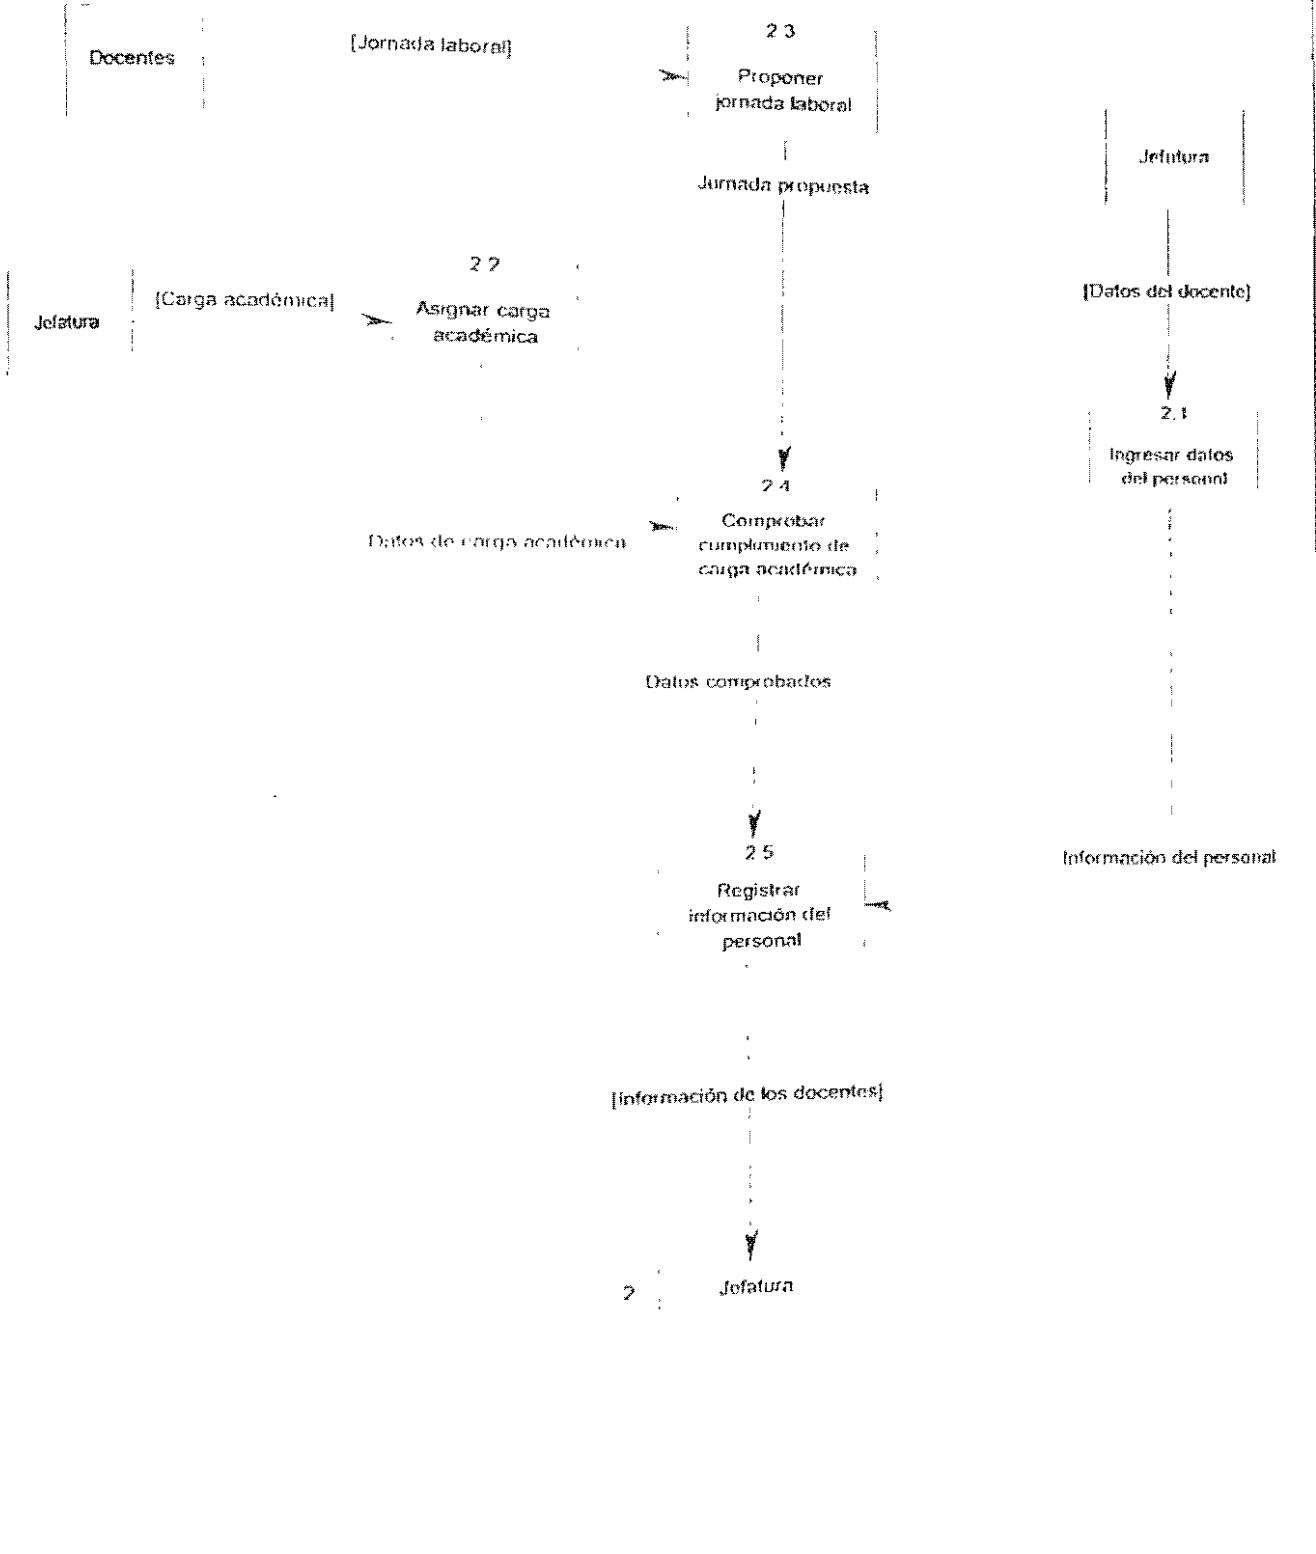 Docentes
[Jornada laboral]
2.3
Proponer
jornada laboral
Jornada propuesta
Jefatura
[Datos del docente]
2.1
Ingresar datos
del personal
Jefatura
[Carga académica]
2.2
Asignar carga
académica
Datos de carga académica
2.4
Comprobar
cumplimiento de
carga académica
Datos comprobados
2.5
Registrar
información del
personal
Información del personal
[Información de los docentes]
2
Jefatura